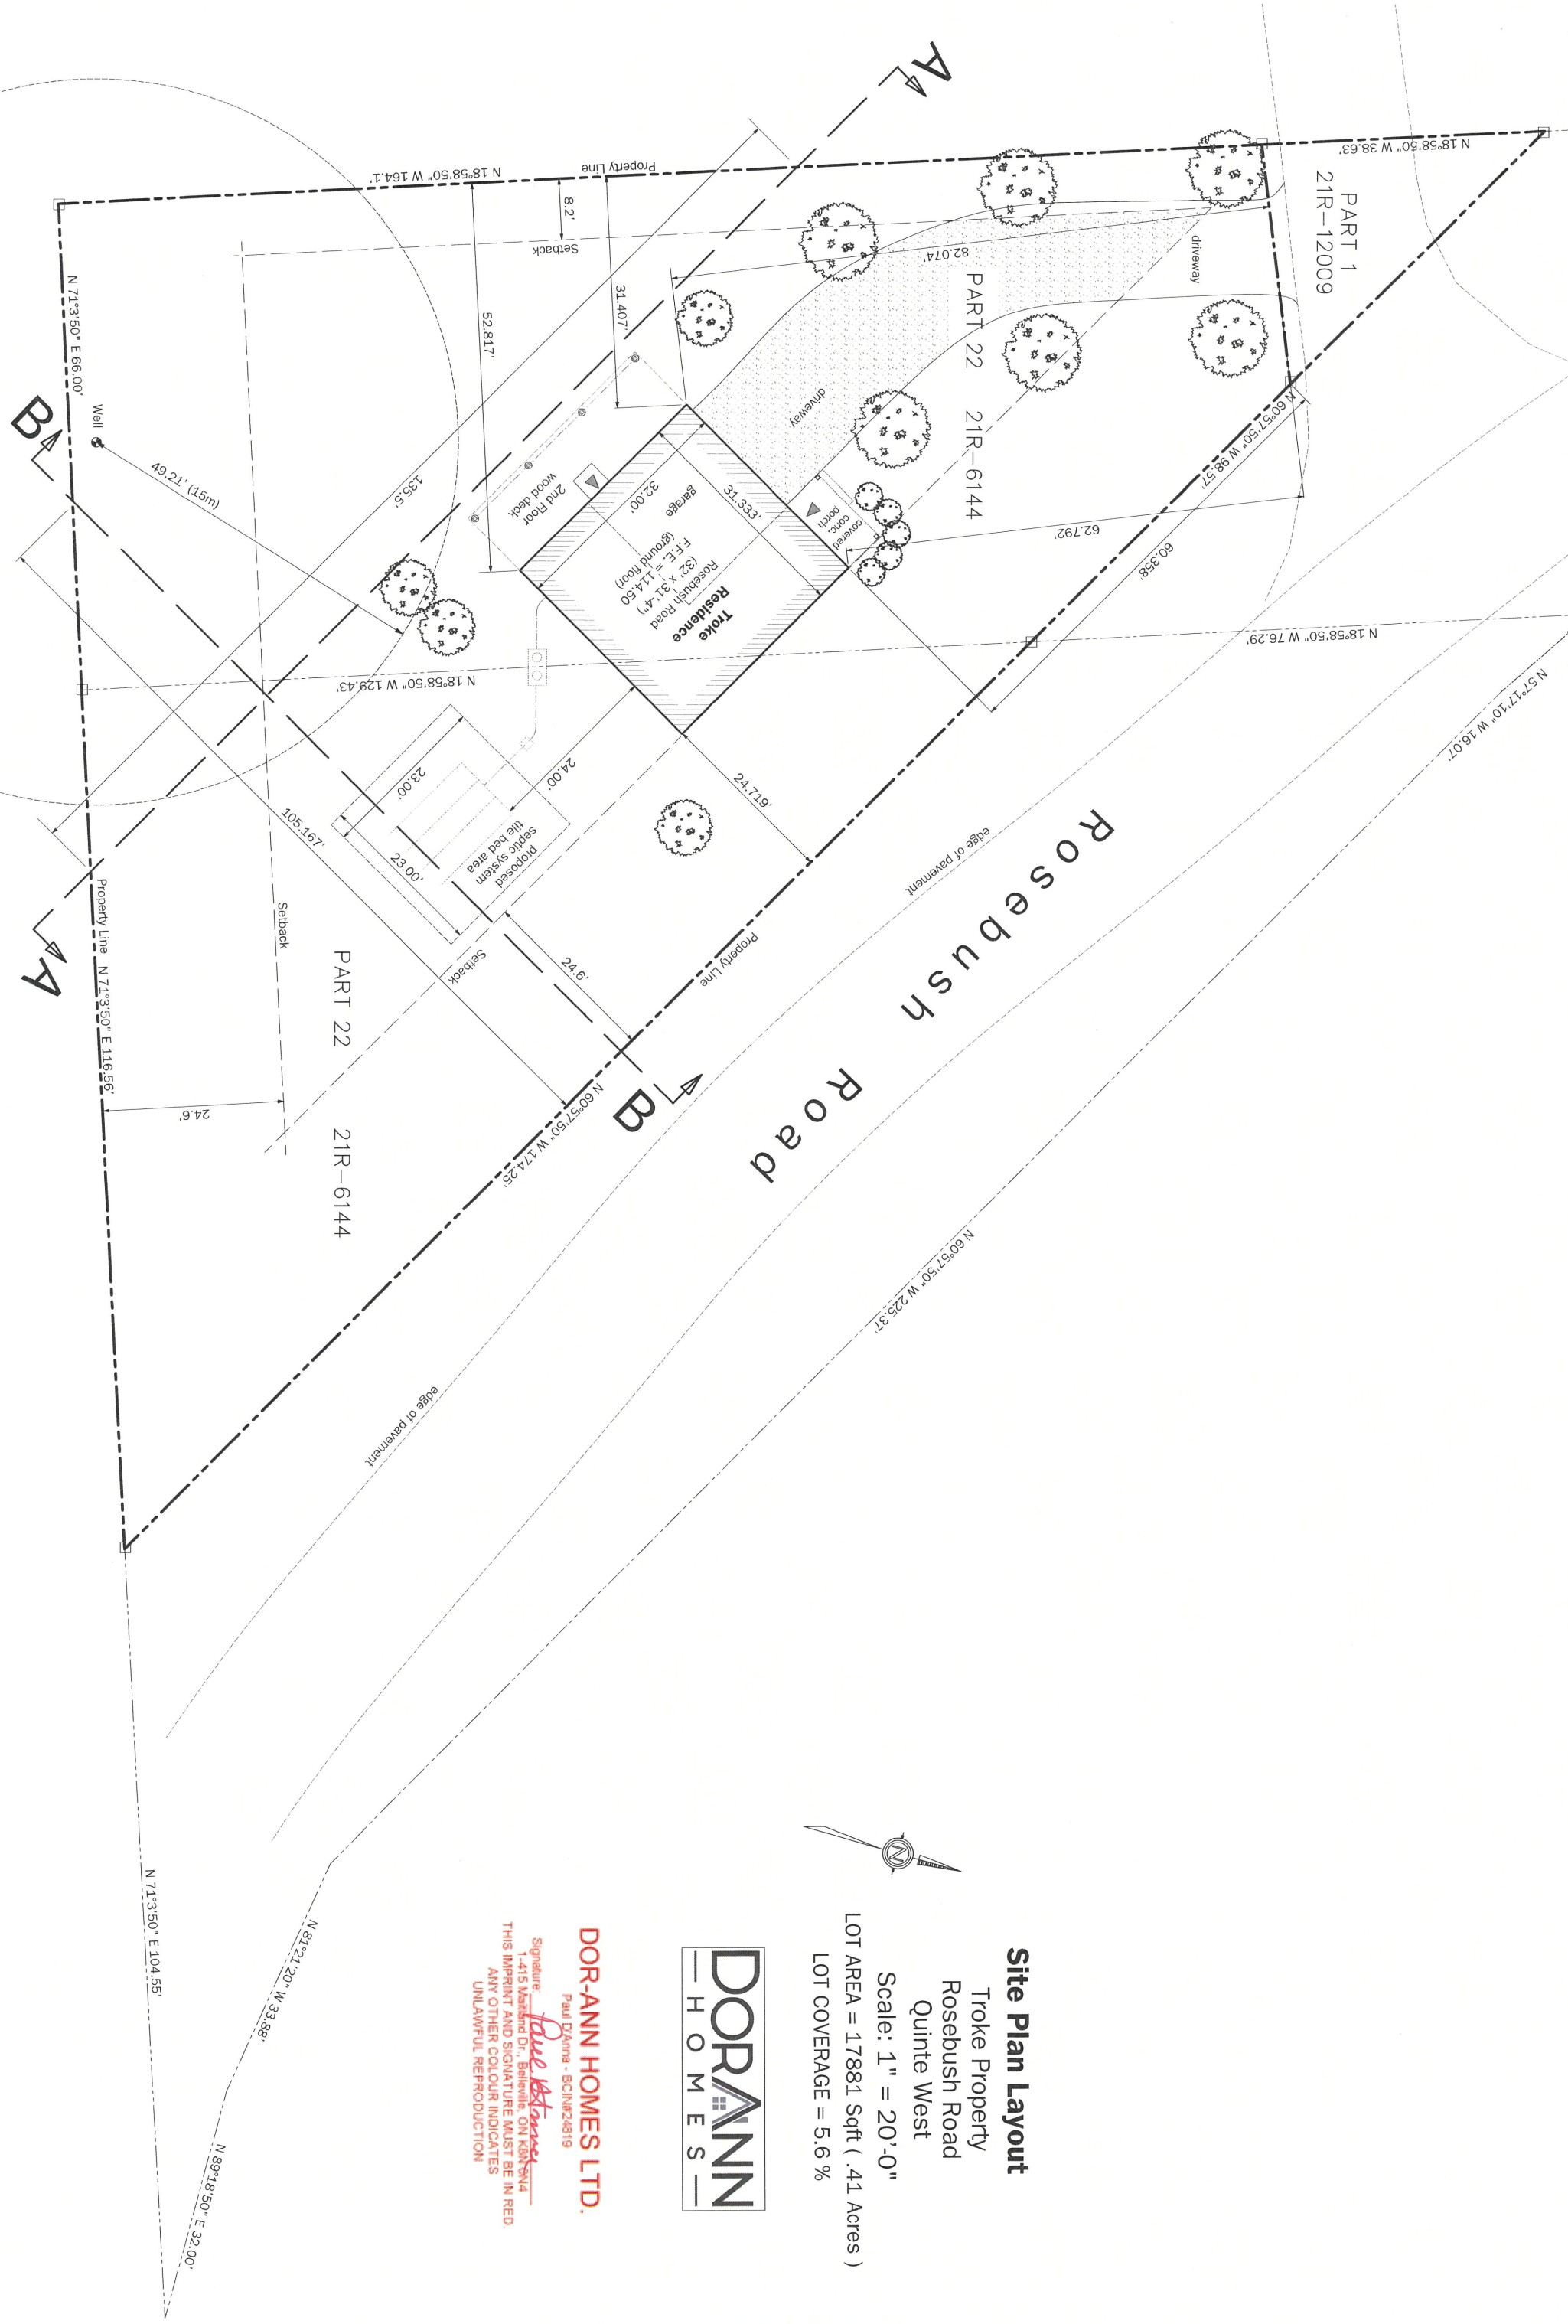 Site Plan Layout
Troke Property
Rosebush Road
Quinte West
Scale: 1" = 20'-0"
LOT AREA = 17881 Sqft ( .41 Acres )
LOT COVERAGE = 5.6 %
DORANN
HOMES
DOR-ANN HOMES LTD.
Paul D'Anna - BCIN#24819
Signature:
1-415 Maitland Dr., Belleville, ON K8N
THIS IMPRINT AND SIGNATURE MUST BE IN RED.
ANY OTHER COLOUR INDICATES
UNLAWFUL REPRODUCTION
N
PART 1
21R-12009
N 18°58'50" W 38.63'
N 18°58'50" W 164.1'
Property Line
8.2'
Setback
52.817'
31.407'
82.074'
driveway
driveway
PART 22 21R-6144
N 60°57'50" W 98.57'
62.792'
60.358
N 18°58'50" W 76.29'
N 57°17'10" W 16.07'
A
A
B
B
N 71°3'50" E 66.00'
Well
49.21' (15m)
135.5'
2nd Floor
wood deck
garage
32.00'
31.333'
covered
conc.
porch
Troke
Residence
Rosebush Road
(32' X 31'-4")
F.F.E. = 114.50
(ground floor)
N 18°58'50" W 129.43'
24.00'
23.00'
23.00'
proposed
septic system
tile bed area
24.719'
105.167'
Setback
Setback
24.6'
24.6'
Property Line
Property Line N 71°3'50" E 116.56'
PART 22 21R-6144
N 60°57'50" W 174.25'
Rosebush Road
edge of pavement
edge of pavement
N 60°57'50" W 225.37'
N 71°3'50" E 104.55'
N 81°21'20" W 33.88'
N 89°18'50" E 32.00'